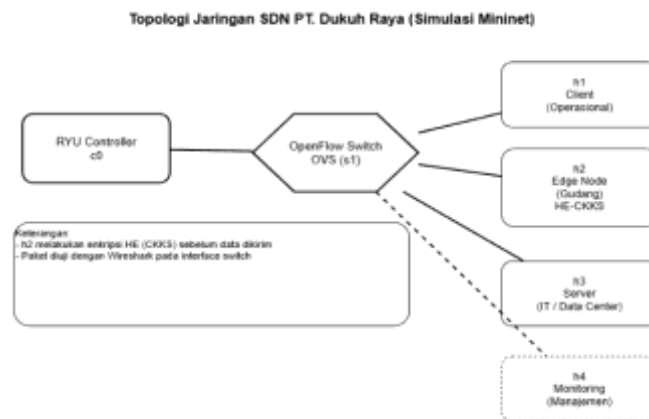 Topologi Jaringan SDN PT. Dukuh Raya (Simulasi Mininet)
RYU Controller
c0
OpenFlow Switch
OVS (s1)
h1
Client
(Operasional)
h2
Edge Node
(Gudang)
HE-CKKS
h3
Server
(IT / Data Center)
h4
Monitoring
(Manajemen)
Keterangan
- h2 melakukan enkripsi HE (CKKS) sebelum data dikirim
- Paket diuji dengan Wireshark pada interface switch